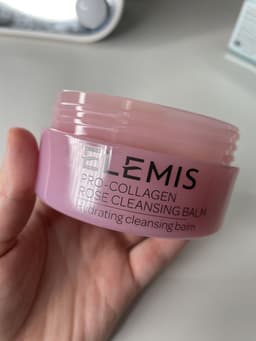 ELEMIS
PRO-COLLAGEN
ROSE CLEANSING BALM
Hydrating cleansing balm